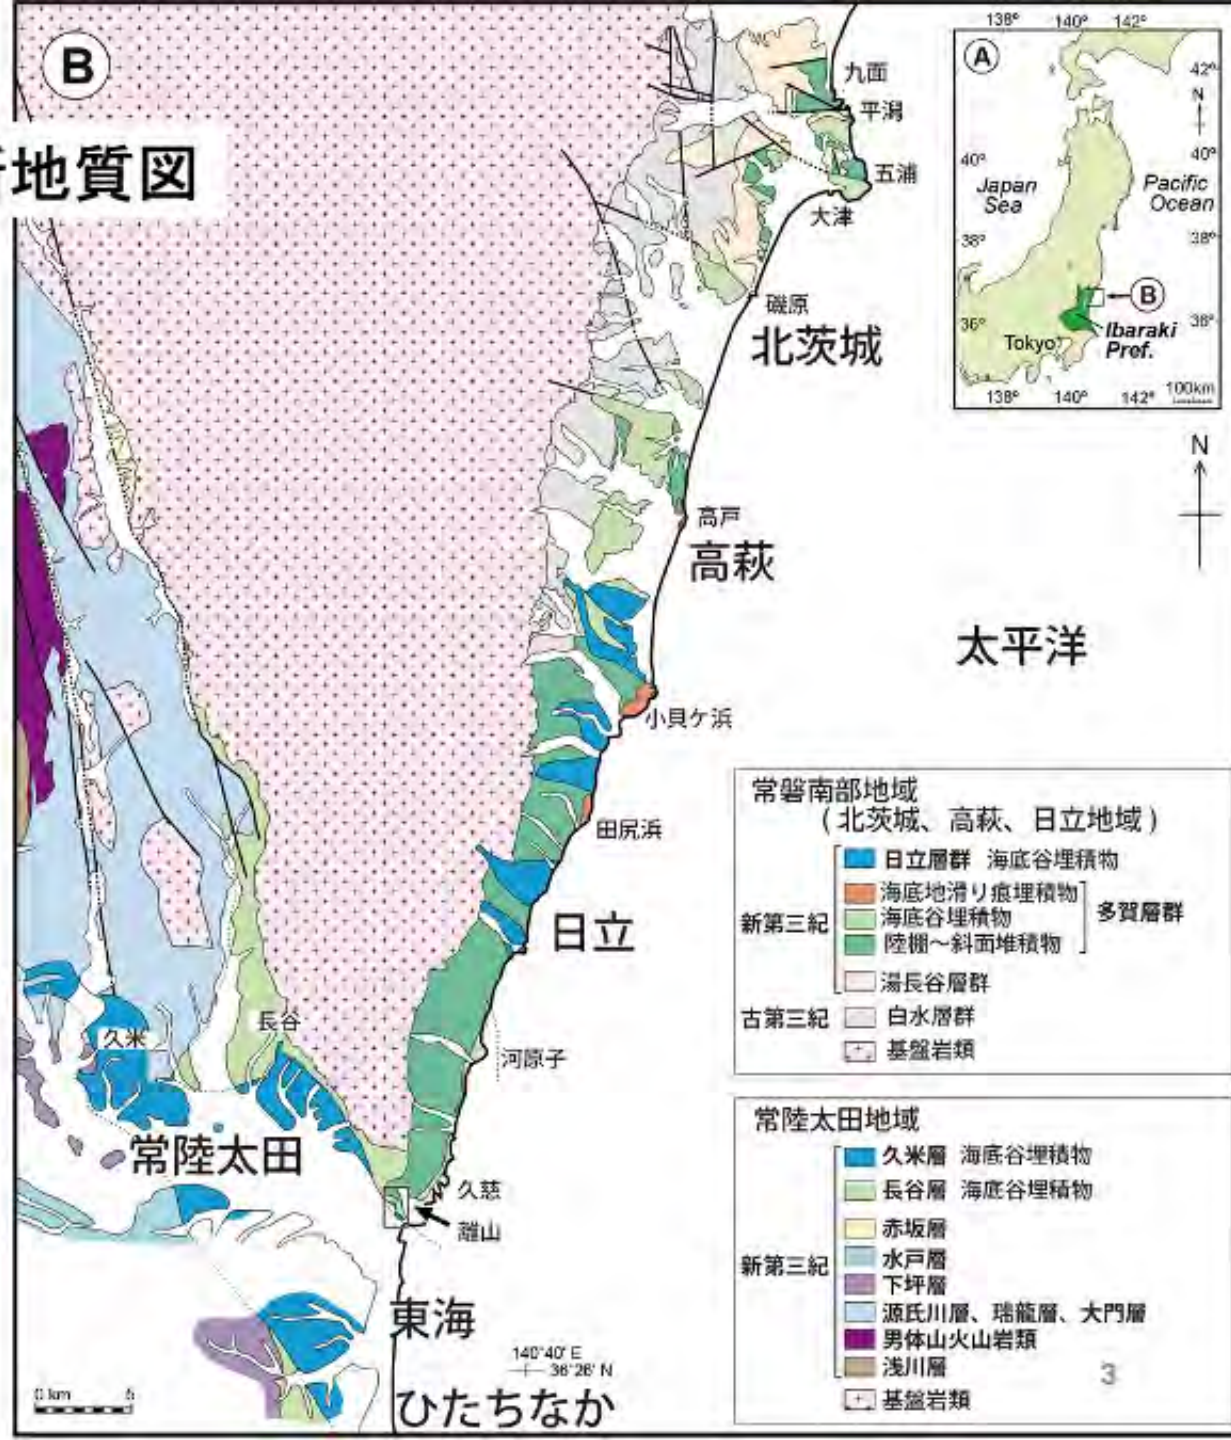 B
地質図
九面
平潟
五浦
大津
磯原
北茨城
高戸
高萩
太平洋
小貝ケ浜
田尻浜
日立
長谷
久米
河原子
常陸太田
久慈
離山
東海
ひたちなか
140°40' E
36°26' N
0 km 5
N
138° 140° 142°
A
42°
N
40° 40°
Japan Sea
Pacific Ocean
38° 38°
B
36° 36°
Tokyo
Ibaraki Pref.
138° 140° 142°
100km
常磐南部地域
(北茨城、高萩、日立地域)
日立層群 海底谷埋積物
海底地滑り痕埋積物
新第三紀 海底谷埋積物 多賀層群
陸棚〜斜面堆積物
湯長谷層群
古第三紀 白水層群
基盤岩類
常陸太田地域
久米層 海底谷埋積物
長谷層 海底谷埋積物
赤坂層
新第三紀 水戸層
下坪層
源氏川層、瑞龍層、大門層
男体山火山岩類
浅川層
基盤岩類
3